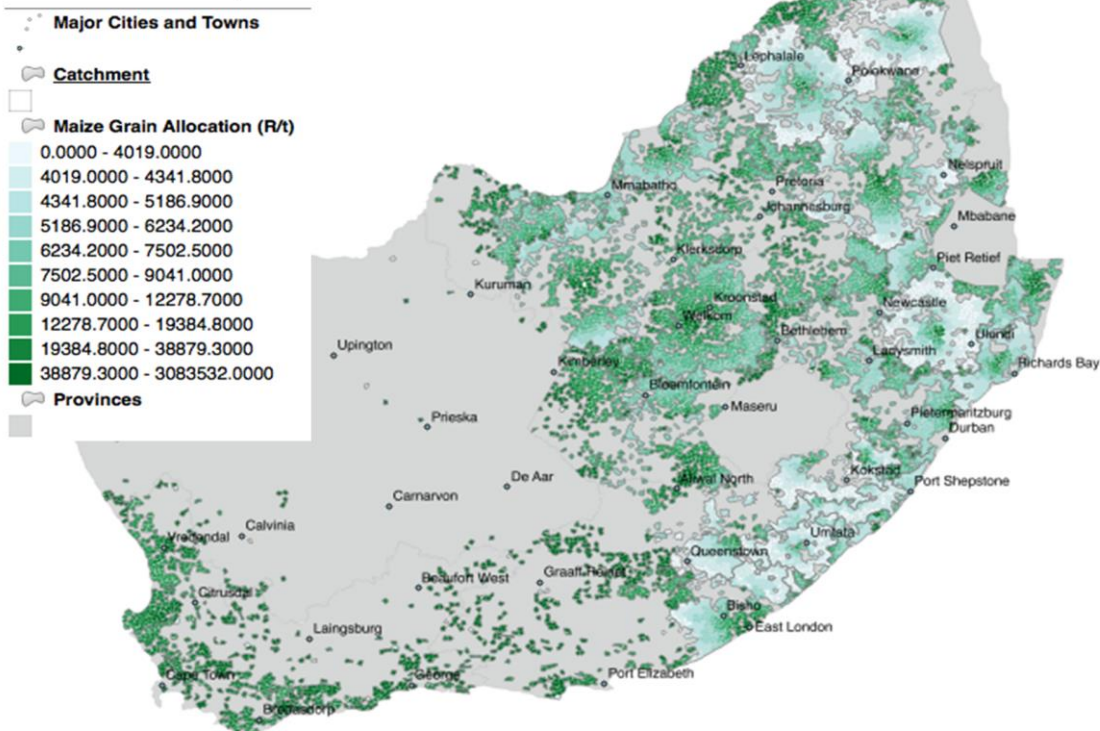 Major Cities and Towns
Catchment
Maize Grain Allocation (R/t)
0.0000 - 4019.0000
4019.0000 - 4341.8000
4341.8000 - 5186.9000
5186.9000 - 6234.2000
6234.2000 - 7502.5000
7502.5000 - 9041.0000
9041.0000 - 12278.7000
12278.7000 - 19384.8000
19384.8000 - 38879.3000
38879.3000 - 3083532.0000
Provinces
Lephalale
Polokwane
Nelspruit
Mmabatho
Pretoria
Johannesburg
Mbabane
Klerksdorp
Piet Retief
Kuruman
Kroonstad
Newcastle
Welkom
Bethlehem
Ulundi
Upington
Ladysmith
Kimberley
Richards Bay
Bloemfontein
Maseru
Prieska
Pietermaritzburg
Durban
De Aar
Aliwal North
Kokstad
Port Shepstone
Carnarvon
Calvinia
Vredendal
Umtata
Queenstown
Beaufort West
Graaff-Reinet
Citrusdal
Bisho
East London
Laingsburg
Cape Town
George
Port Elizabeth
Bredasdorp